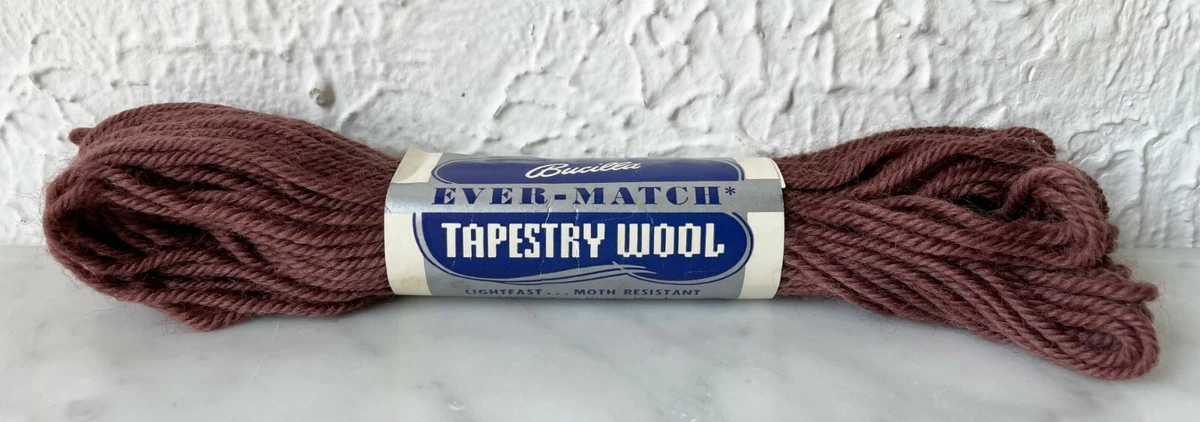 Bucilla
EVER-MATCH*
TAPESTRY WOOL
LIGHTFAST... MOTH RESISTANT